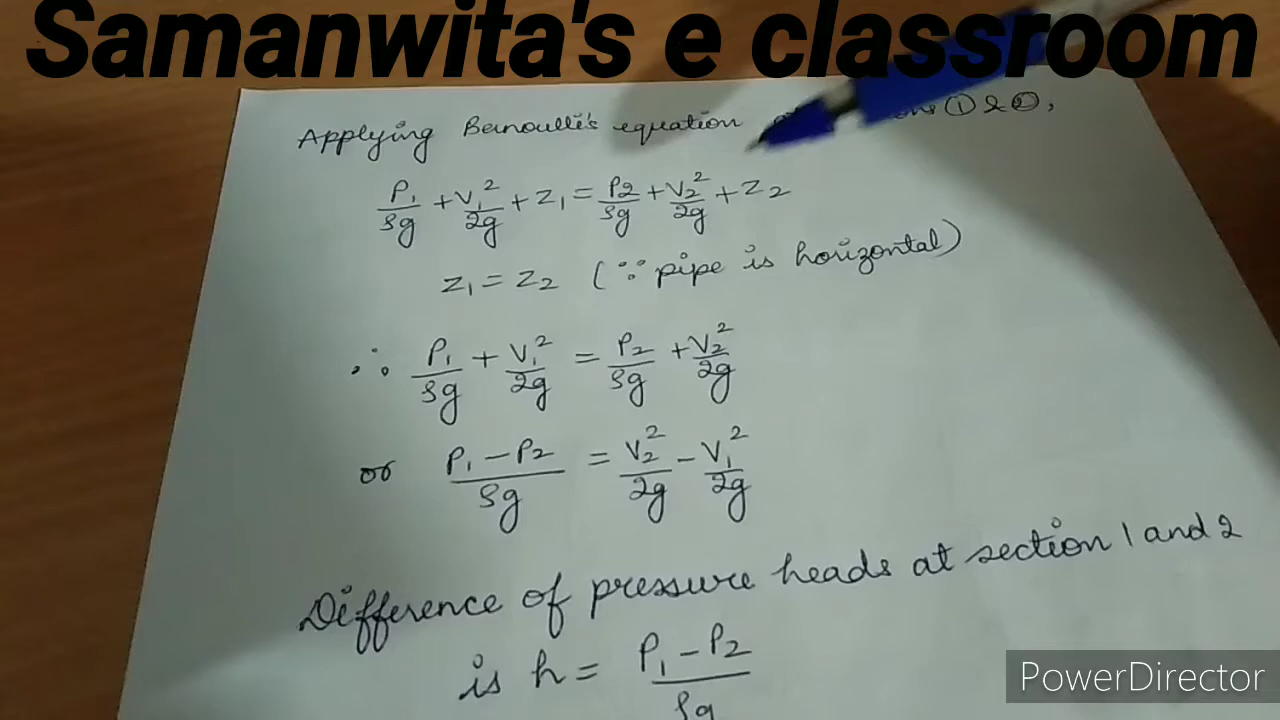 Samanwita's e classroom
Applying Bernoulli's equation ① & ②,
P₁/ρg + V₁²/2g + Z₁ = P₂/ρg + V₂²/2g + Z₂
Z₁ = Z₂ (∵ pipe is horizontal)
∴ P₁/ρg + V₁²/2g = P₂/ρg + V₂²/2g
or P₁ - P₂/ρg = V₂²/2g - V₁²/2g
Difference of pressure heads at section 1 and 2
is h = P₁ - P₂/ρg
PowerDirector